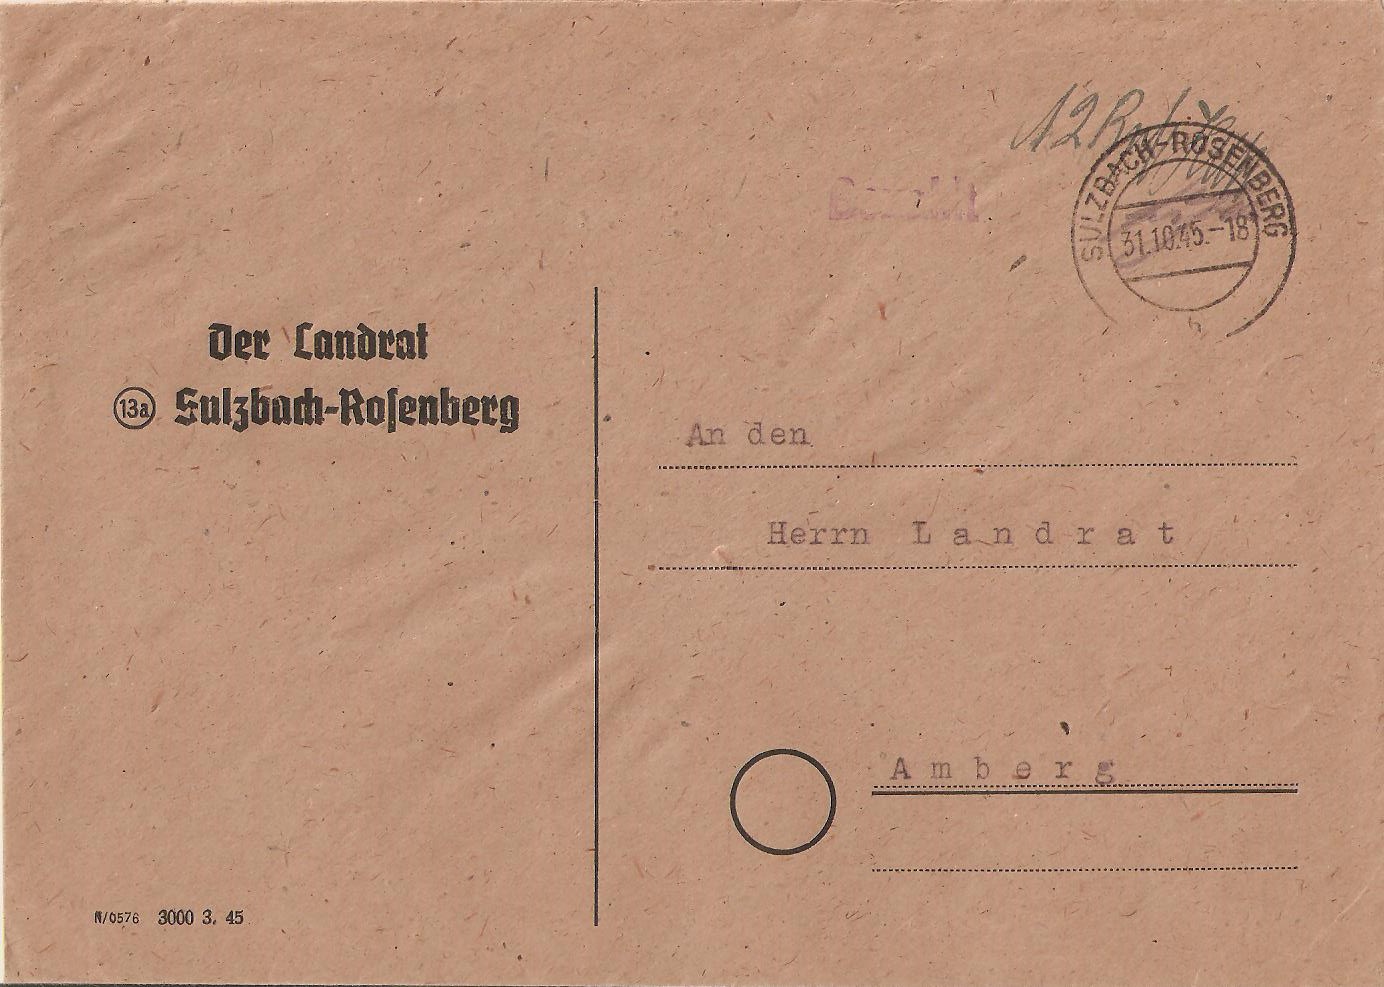 12 Rpf
SULZBACH-ROSENBERG
31.10.45.-18
h
Der Landrat
13a Sulzbach-Rosenberg
An den
Herrn Landrat
Amberg
N/0576 3000 3. 45